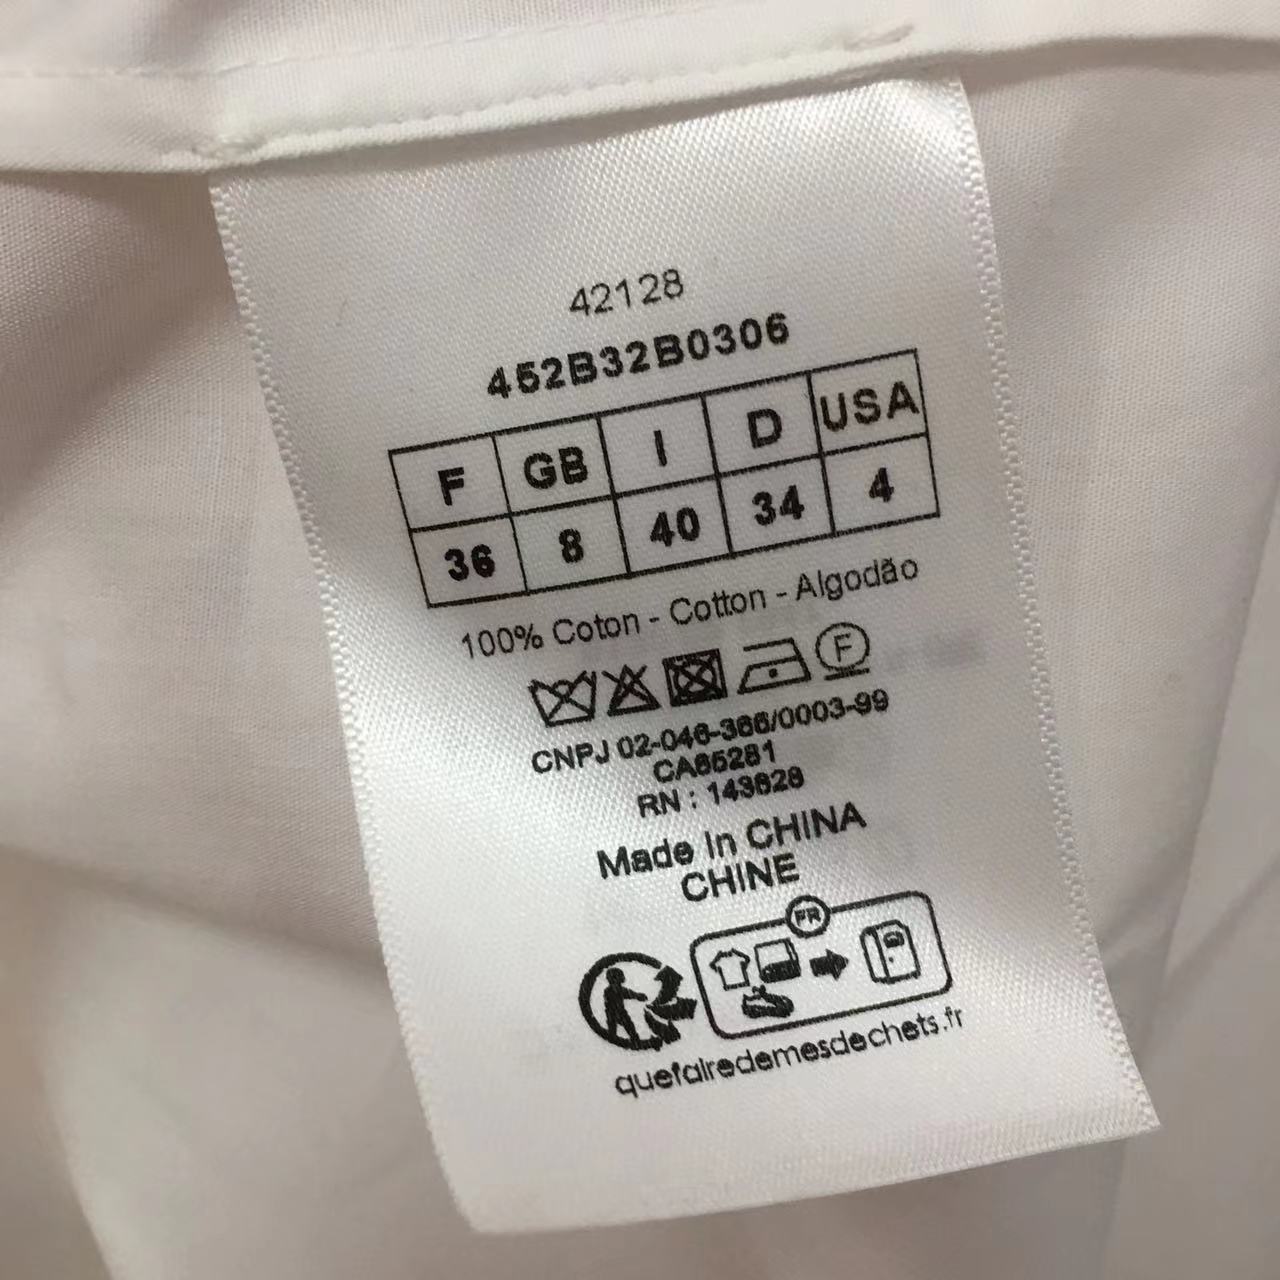 42128
452B32B0306
F GB I D USA
36 8 40 34 4
100% Coton - Cotton - Algodão
F
CNPJ 02-046-366/0003-99
CA65281
RN : 143628
Made In CHINA
CHINE
FR
quefairedemesdechets.fr